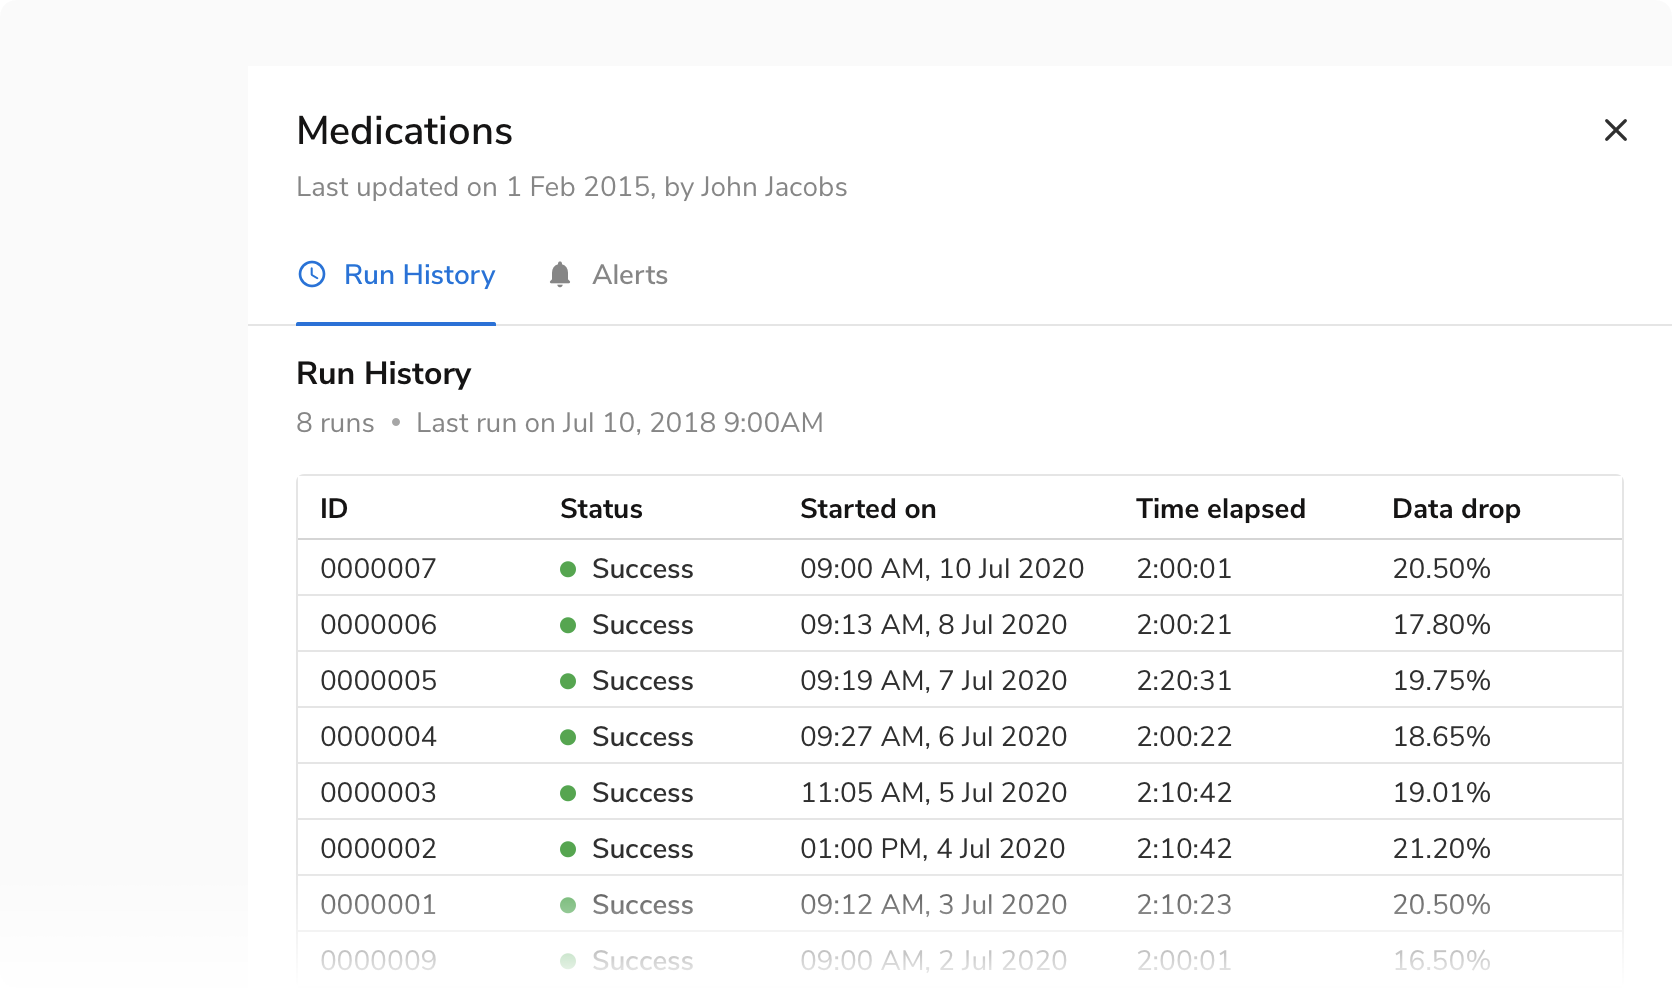 Medications
Last updated on 1 Feb 2015, by John Jacobs
Run History Alerts
Run History
8 runs • Last run on Jul 10, 2018 9:00AM
ID Status Started on Time elapsed Data drop
0000007 Success 09:00 AM, 10 Jul 2020 2:00:01 20.50%
0000006 Success 09:13 AM, 8 Jul 2020 2:00:21 17.80%
0000005 Success 09:19 AM, 7 Jul 2020 2:20:31 19.75%
0000004 Success 09:27 AM, 6 Jul 2020 2:00:22 18.65%
0000003 Success 11:05 AM, 5 Jul 2020 2:10:42 19.01%
0000002 Success 01:00 PM, 4 Jul 2020 2:10:42 21.20%
0000001 Success 09:12 AM, 3 Jul 2020 2:10:23 20.50%
0000009 Success 09:00 AM, 2 Jul 2020 2:00:01 16.50%